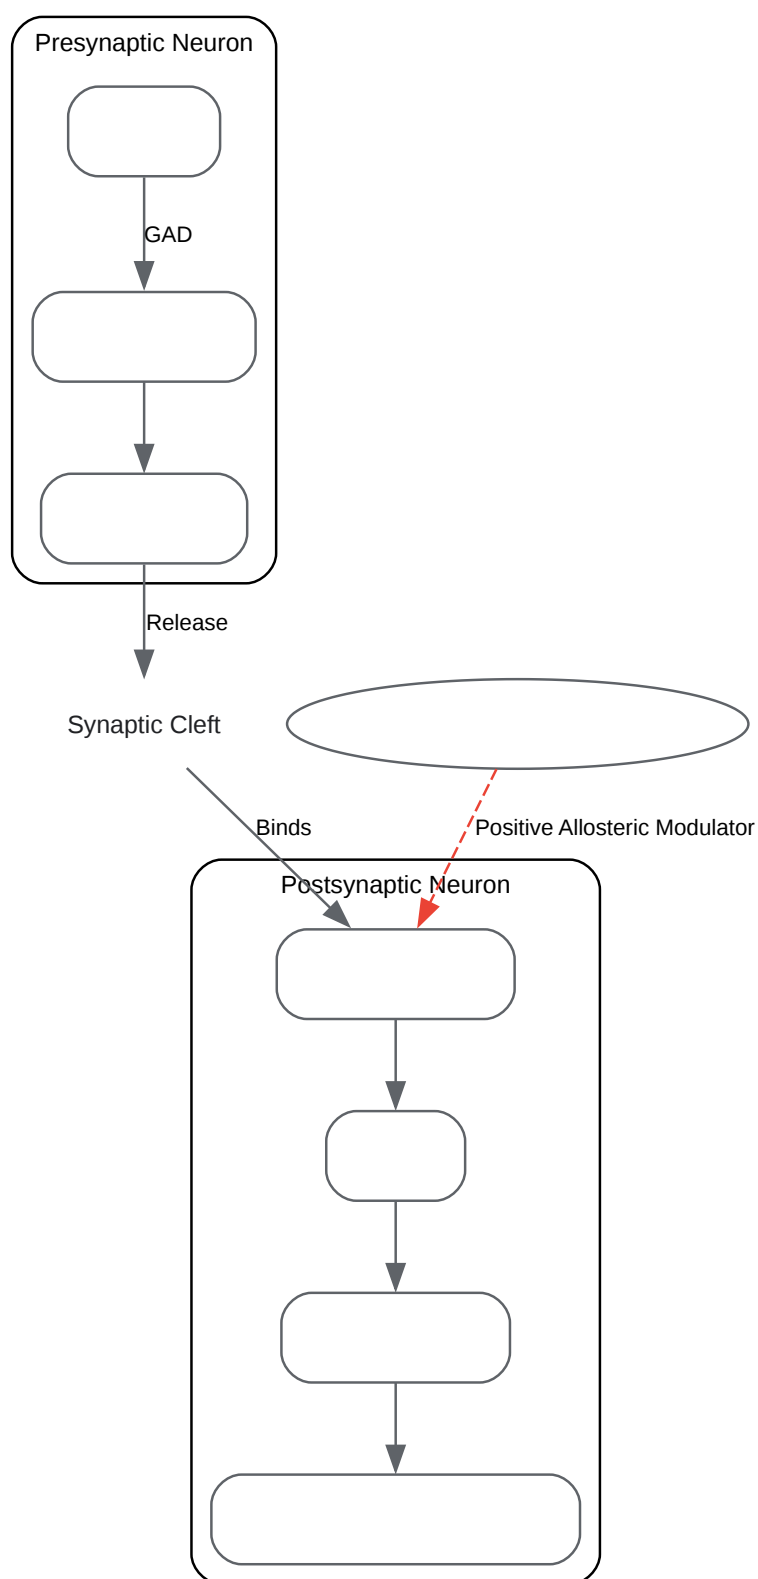 Presynaptic Neuron
GAD
Release
Synaptic Cleft
Binds
Positive Allosteric Modulator
Postsynaptic Neuron